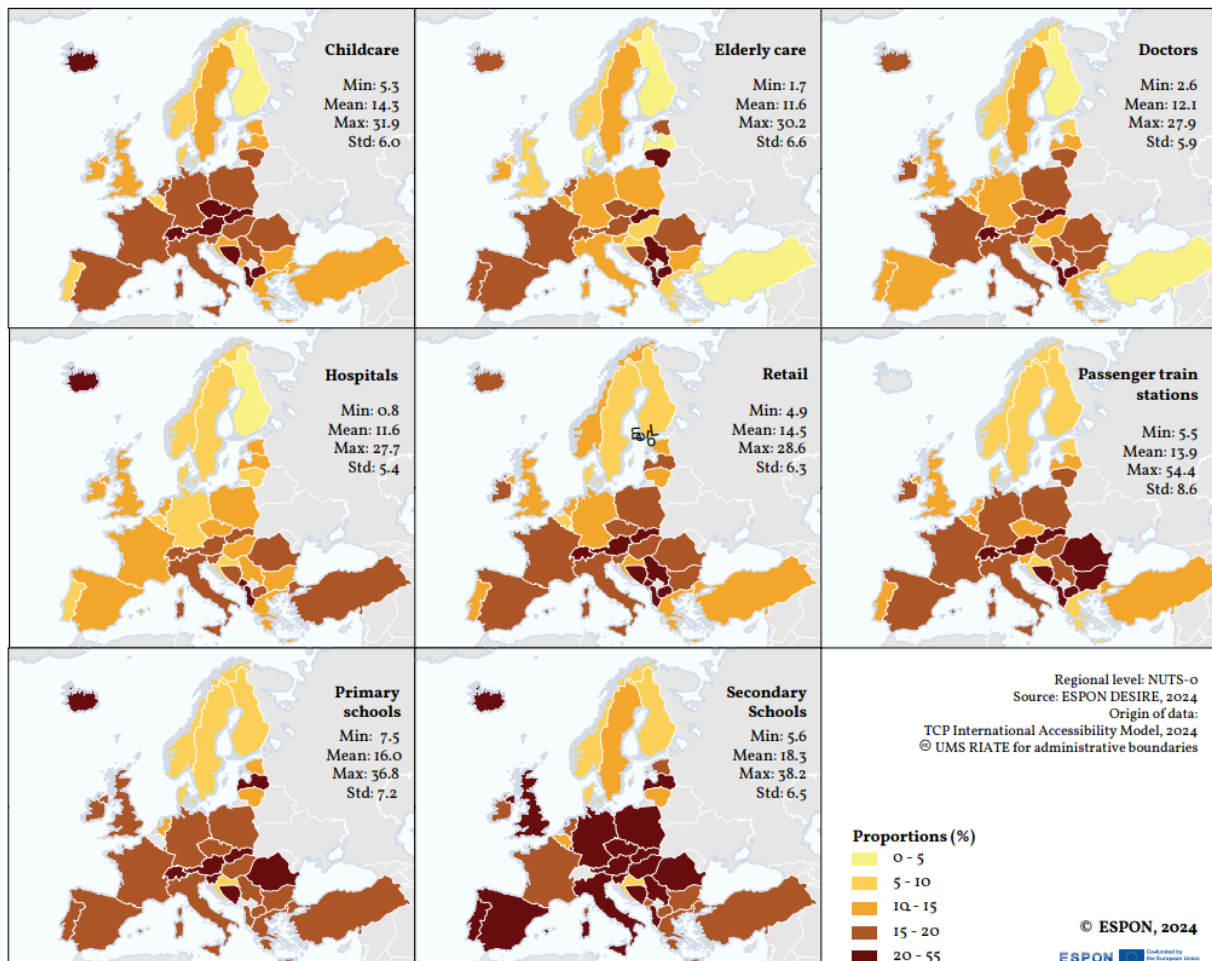 Childcare
Min: 5.3
Mean: 14.3
Max: 31.9
Std: 6.0
Elderly care
Min: 1.7
Mean: 11.6
Max: 30.2
Std: 6.6
Doctors
Min: 2.6
Mean: 12.1
Max: 27.9
Std: 5.9
Hospitals
Min: 0.8
Mean: 11.6
Max: 27.7
Std: 5.4
Retail
Min: 4.9
Mean: 14.5
Max: 28.6
Std: 6.3
Passenger train
stations
Min: 5.5
Mean: 13.9
Max: 54.4
Std: 8.6
Primary
schools
Min: 7.5
Mean: 16.0
Max: 36.8
Std: 7.2
Secondary
Schools
Min: 5.6
Mean: 18.3
Max: 38.2
Std: 6.5
Regional level: NUTS-0
Source: ESPON DESIRE, 2024
Origin of data:
TCP International Accessibility Model, 2024
UMS RIATE for administrative boundaries
Proportions (%)
0 - 5
5 - 10
10 - 15
15 - 20
20 - 55
© ESPON, 2024
ESPON
Co-funded by
the European Union